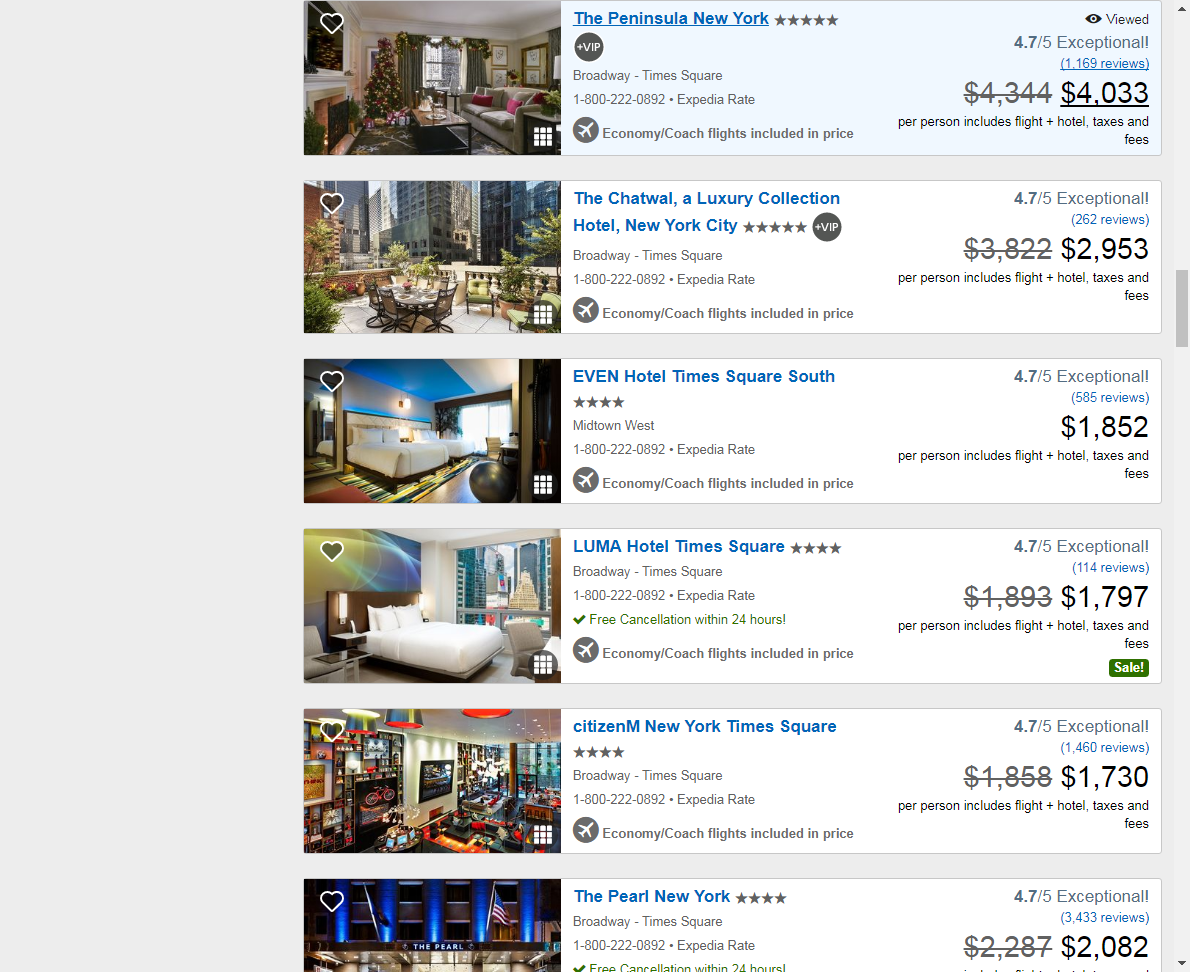 The Peninsula New York ★★★★★
Viewed
+VIP
4.7/5 Exceptional!
(1,169 reviews)
Broadway - Times Square
$4,344 $4,033
1-800-222-0892 • Expedia Rate
per person includes flight + hotel, taxes and
fees
Economy/Coach flights included in price
The Chatwal, a Luxury Collection
Hotel, New York City ★★★★★ +VIP
4.7/5 Exceptional!
(262 reviews)
Broadway - Times Square
$3,822 $2,953
1-800-222-0892 • Expedia Rate
per person includes flight + hotel, taxes and
fees
Economy/Coach flights included in price
EVEN Hotel Times Square South
★★★★
4.7/5 Exceptional!
(585 reviews)
Midtown West
$1,852
1-800-222-0892 • Expedia Rate
per person includes flight + hotel, taxes and
fees
Economy/Coach flights included in price
LUMA Hotel Times Square ★★★★
4.7/5 Exceptional!
(114 reviews)
Broadway - Times Square
$1,893 $1,797
1-800-222-0892 • Expedia Rate
Free Cancellation within 24 hours!
per person includes flight + hotel, taxes and
fees
Economy/Coach flights included in price
Sale!
citizenM New York Times Square
★★★★
4.7/5 Exceptional!
(1,460 reviews)
Broadway - Times Square
$1,858 $1,730
1-800-222-0892 • Expedia Rate
per person includes flight + hotel, taxes and
fees
Economy/Coach flights included in price
THE PEARL
The Pearl New York ★★★★
4.7/5 Exceptional!
(3,433 reviews)
Broadway - Times Square
$2,287 $2,082
1-800-222-0892 • Expedia Rate
Free Cancellation within 24 hours!